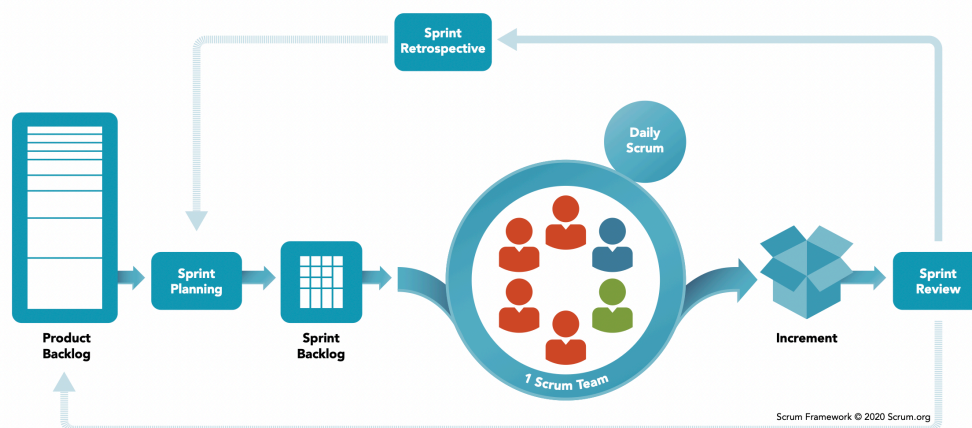 Sprint
Retrospective
Daily
Scrum
Sprint
Planning
Sprint
Review
Product
Backlog
Sprint
Backlog
1 Scrum Team
Increment
Scrum Framework © 2020 Scrum.org